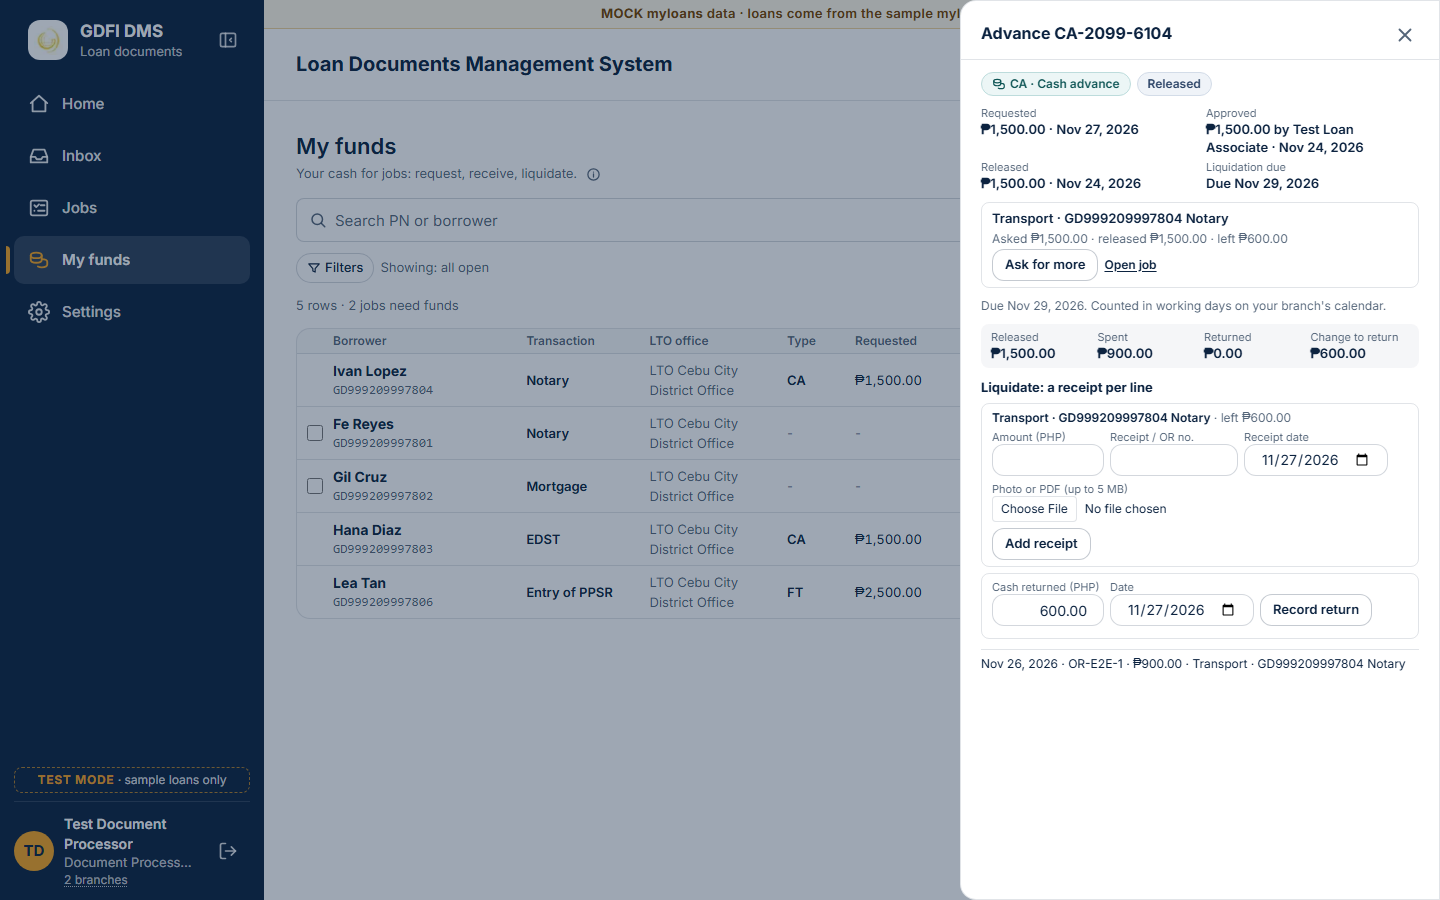 GDFI DMS
Loan documents
Home
Inbox
Jobs
My funds
Settings
TEST MODE · sample loans only
TD
Test Document
Processor
Document Process...
2 branches
MOCK myloans data · loans come from the sample myl
Loan Documents Management System
My funds
Your cash for jobs: request, receive, liquidate.
Search PN or borrower
Filters
Showing: all open
5 rows · 2 jobs need funds
Borrower Transaction LTO office Type Requested
Ivan Lopez
GD999209997804
Notary
LTO Cebu City
District Office
CA
₱1,500.00
Fe Reyes
GD999209997801
Notary
LTO Cebu City
District Office
-
-
Gil Cruz
GD999209997802
Mortgage
LTO Cebu City
District Office
-
-
Hana Diaz
GD999209997803
EDST
LTO Cebu City
District Office
CA
₱1,500.00
Lea Tan
GD999209997806
Entry of PPSR
LTO Cebu City
District Office
FT
₱2,500.00
Advance CA-2099-6104
CA · Cash advance
Released
Requested
₱1,500.00 · Nov 27, 2026
Approved
₱1,500.00 by Test Loan
Associate · Nov 24, 2026
Released
₱1,500.00 · Nov 24, 2026
Liquidation due
Due Nov 29, 2026
Transport · GD999209997804 Notary
Asked ₱1,500.00 · released ₱1,500.00 · left ₱600.00
Ask for more
Open job
Due Nov 29, 2026. Counted in working days on your branch's calendar.
Released Spent Returned Change to return
₱1,500.00 ₱900.00 ₱0.00 ₱600.00
Liquidate: a receipt per line
Transport · GD999209997804 Notary · left ₱600.00
Amount (PHP) Receipt / OR no. Receipt date
11/27/2026
Photo or PDF (up to 5 MB)
Choose File No file chosen
Add receipt
Cash returned (PHP) Date
600.00 11/27/2026 Record return
Nov 26, 2026 · OR-E2E-1 · ₱900.00 · Transport · GD999209997804 Notary